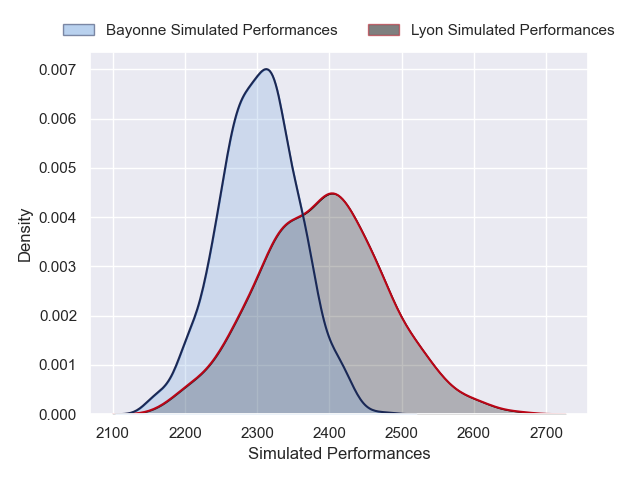 Bayonne Simulated Performances Lyon Simulated Performances
0.007
0.006
0.005
0.004
0.003
0.002
0.001
0.000
Density
2100 2200 2300 2400 2500 2600 2700
Simulated Performances